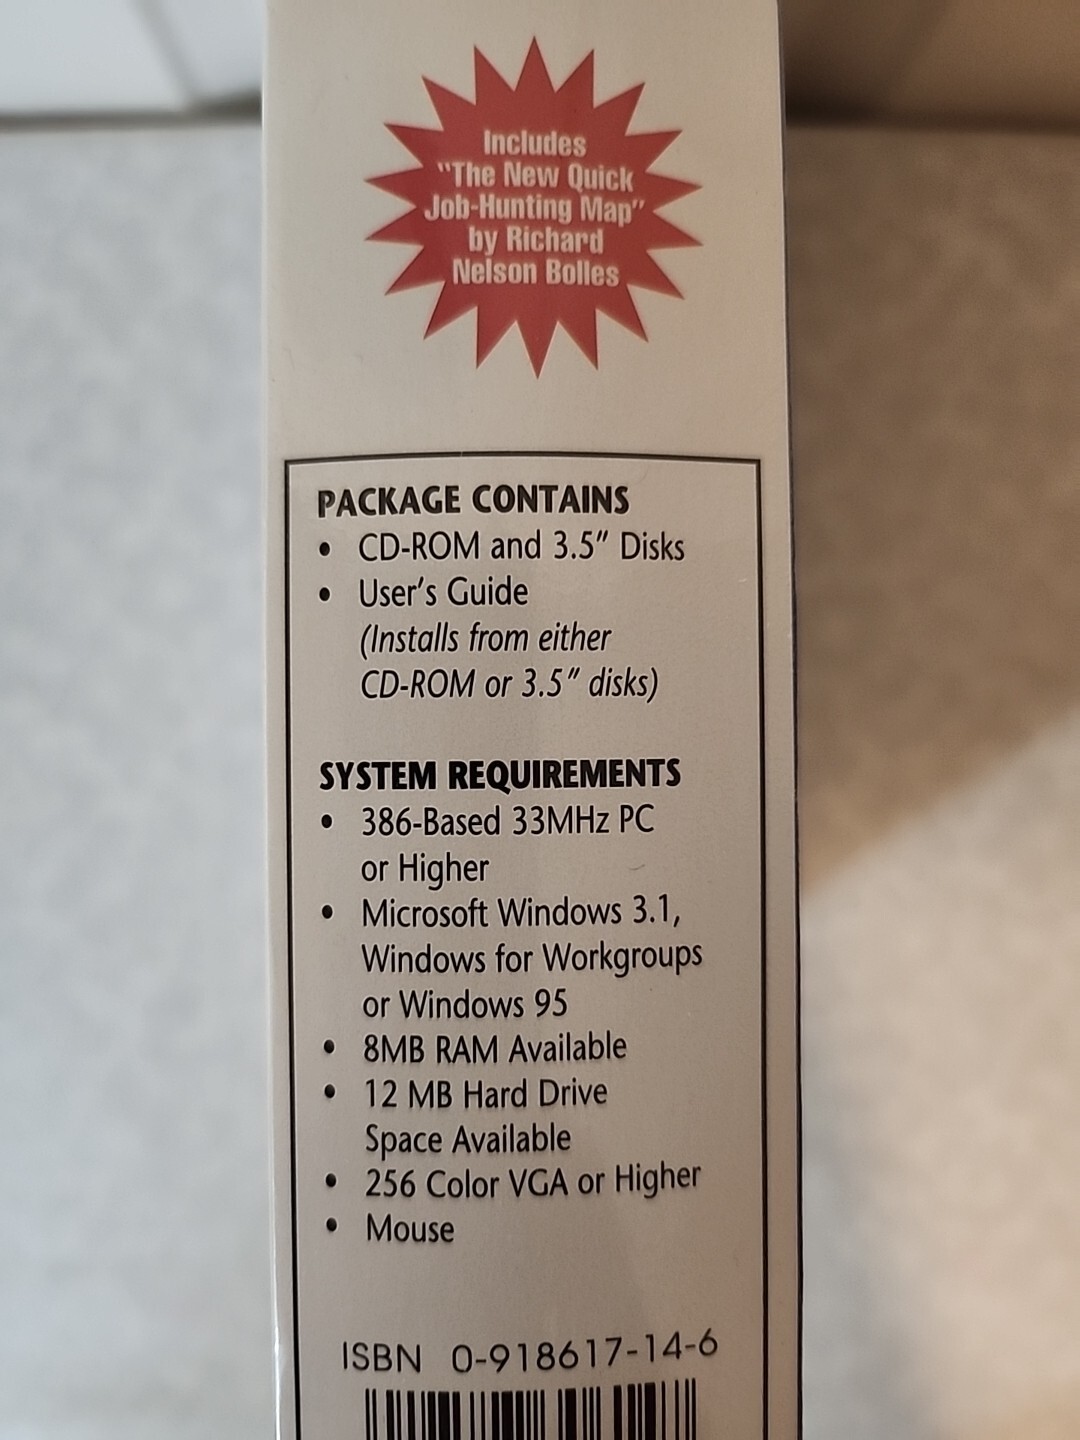 Includes
"The New Quick
Job-Hunting Map"
by Richard
Nelson Bolles
PACKAGE CONTAINS
• CD-ROM and 3.5" Disks
• User's Guide
(Installs from either
CD-ROM or 3.5" disks)
SYSTEM REQUIREMENTS
• 386-Based 33MHz PC
or Higher
• Microsoft Windows 3.1,
Windows for Workgroups
or Windows 95
• 8MB RAM Available
• 12 MB Hard Drive
Space Available
• 256 Color VGA or Higher
• Mouse
ISBN 0-918617-14-6